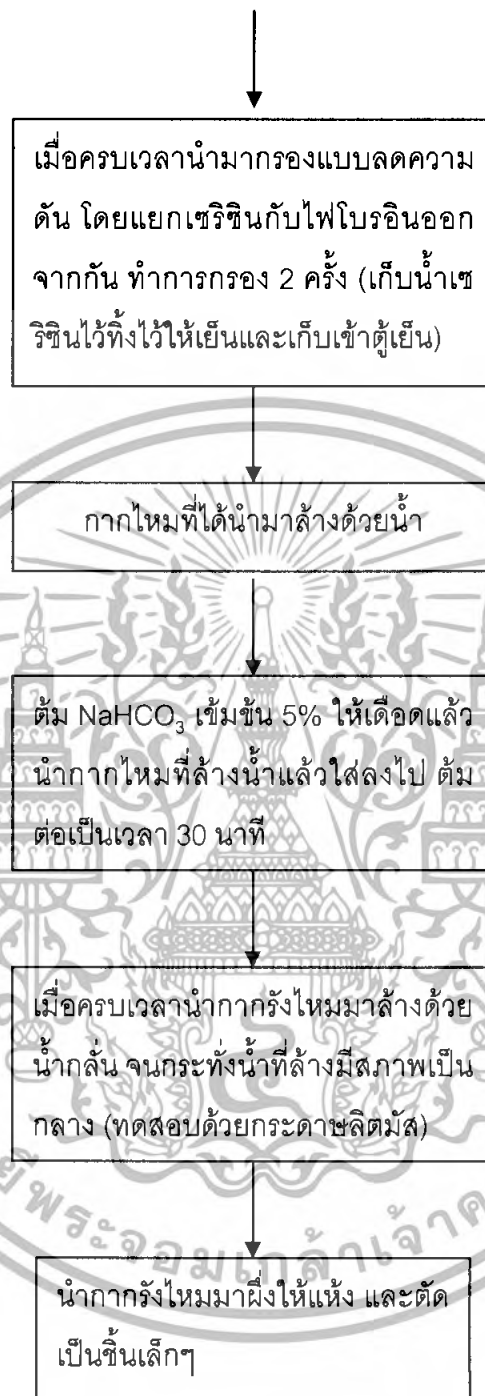 เมื่อครบเวลานำมากรองแบบลดความ
ดัน โดยแยกเซริซินกับไฟโบรอินออก
จากกัน ทำการกรอง 2 ครั้ง (เก็บน้ำเซ
ริซินไว้ทิ้งไว้ให้เย็นและเก็บเข้าตู้เย็น)
กากไหมที่ได้นำมาล้างด้วยน้ำ
ต้ม NaHCO₃ เข้มข้น 5% ให้เดือดแล้ว
นำกากไหมที่ล้างน้ำแล้วใส่ลงไป ต้ม
ต่อเป็นเวลา 30 นาที
เมื่อครบเวลานำกากรังไหมมาล้างด้วย
น้ำกลั่น จนกระทั่งน้ำที่ล้างมีสภาพเป็น
กลาง (ทดสอบด้วยกระดาษลิตมัส)
นำกากรังไหมมาผึ่งให้แห้ง และตัด
เป็นชิ้นเล็กๆ
พระจอมเกล้าเจ้า